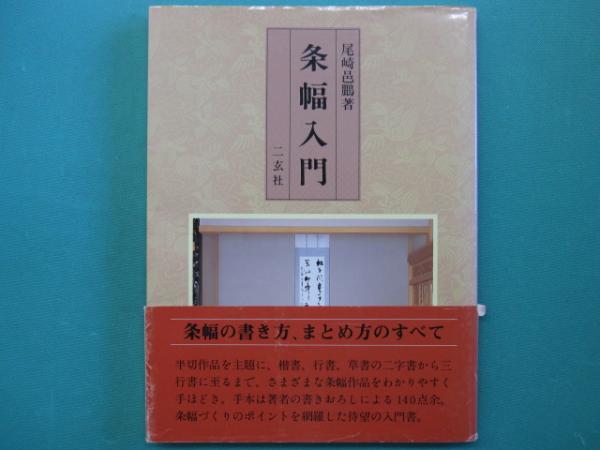 尾崎邑鵬著
条幅入門
二玄社
条幅の書き方、まとめ方のすべて
半切作品を主題に、楷書、行書、草書の二字書から三
行書に至るまで、さまざまな条幅作品をわかりやすく
手ほどき。手本は著者の書きおろしによる140点余。
条幅づくりのポイントを網羅した待望の入門書。